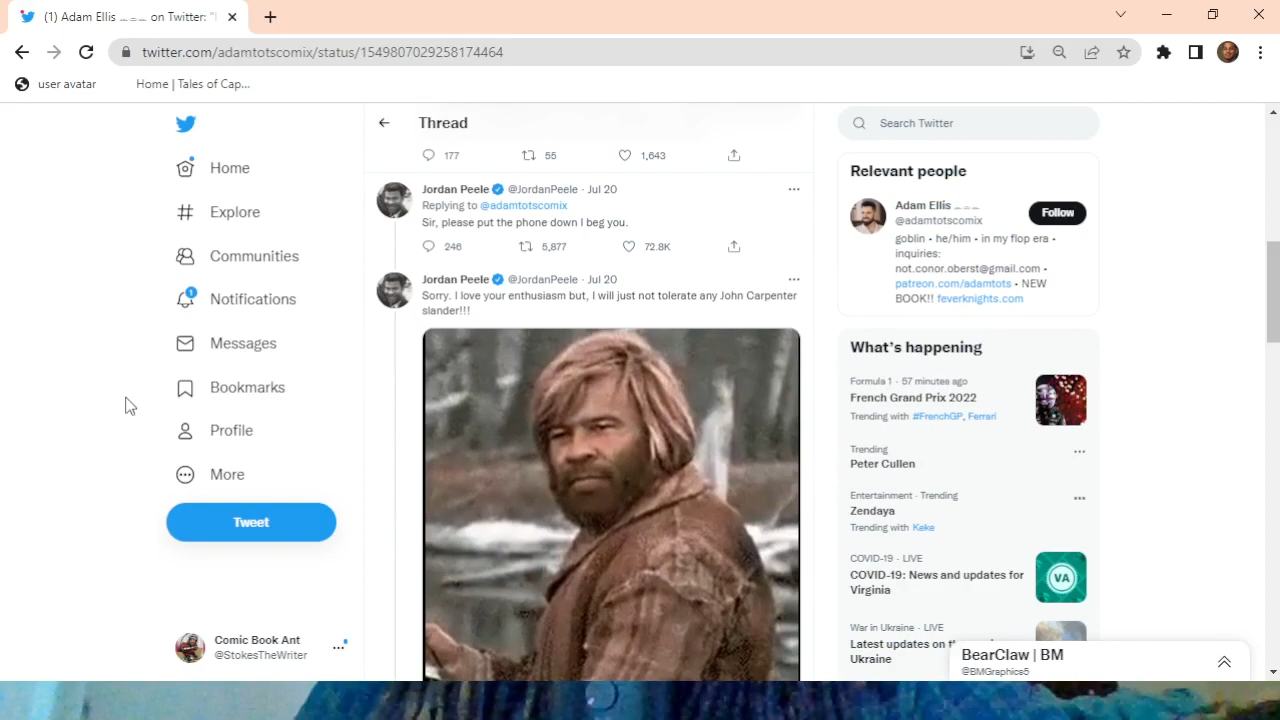 (1) Adam Ellis on Twitter: "
twitter.com/adamtotscomix/status/1549807029258174464
user avatar
Home | Tales of Cap...
Home
Explore
Communities
1
Notifications
Messages
Bookmarks
Profile
More
Tweet
Comic Book Ant
@StokesTheWriter
Thread
177 55 1,643
Jordan Peele @JordanPeele · Jul 20
Replying to @adamtotscomix
Sir, please put the phone down I beg you.
246 5,877 72.8K
Jordan Peele @JordanPeele · Jul 20
Sorry. I love your enthusiasm but, I will just not tolerate any John Carpenter
slander!!!
Search Twitter
Relevant people
Adam Ellis
@adamtotscomix
Follow
goblin • he/him • in my flop era •
inquiries:
not.conor.oberst@gmail.com •
patreon.com/adamtots • NEW
BOOK!! feverknights.com
What's happening
Formula 1 · 57 minutes ago
French Grand Prix 2022
Trending with #FrenchGP, Ferrari
Trending
Peter Cullen
Entertainment · Trending
Zendaya
Trending with Keke
COVID-19 · LIVE
COVID-19: News and updates for
Virginia
VA
War in Ukraine · LIVE
Latest updates on
Ukraine
BearClaw | BM
@BMGraphics5